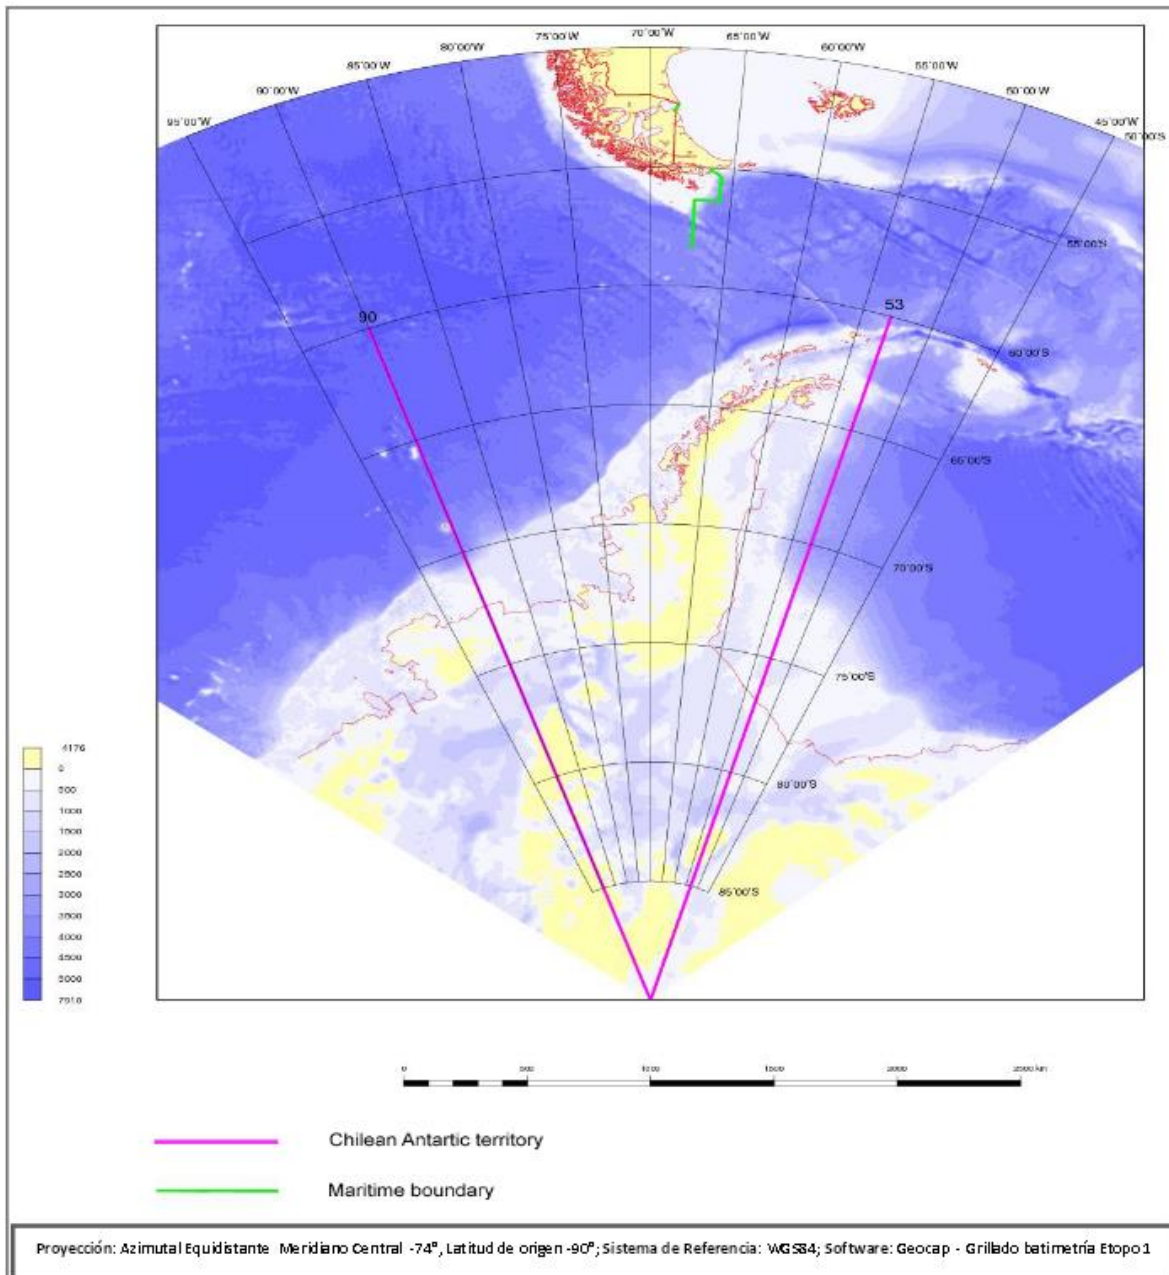 70°00'W
75°00'W 65°00'W
80°00'W 60°00'W
85°00'W 55°00'W
90°00'W 50°00'W
95°00'W 45°00'W
50°00'S
55°00'S
53
90
60°00'S
65°00'S
70°00'S
75°00'S
80°00'S
85°00'S
4176
0
500
1000
1500
2000
2500
3000
3500
4000
4500
5000
7910
0 500 1000 1500 2000 2500 km
Chilean Antartic territory
Maritime boundary
Proyección: Azimutal Equidistante Meridiano Central -74°, Latitud de origen -90°; Sistema de Referencia: WGS84; Software: Geocap - Grillado batimetría Etopo1